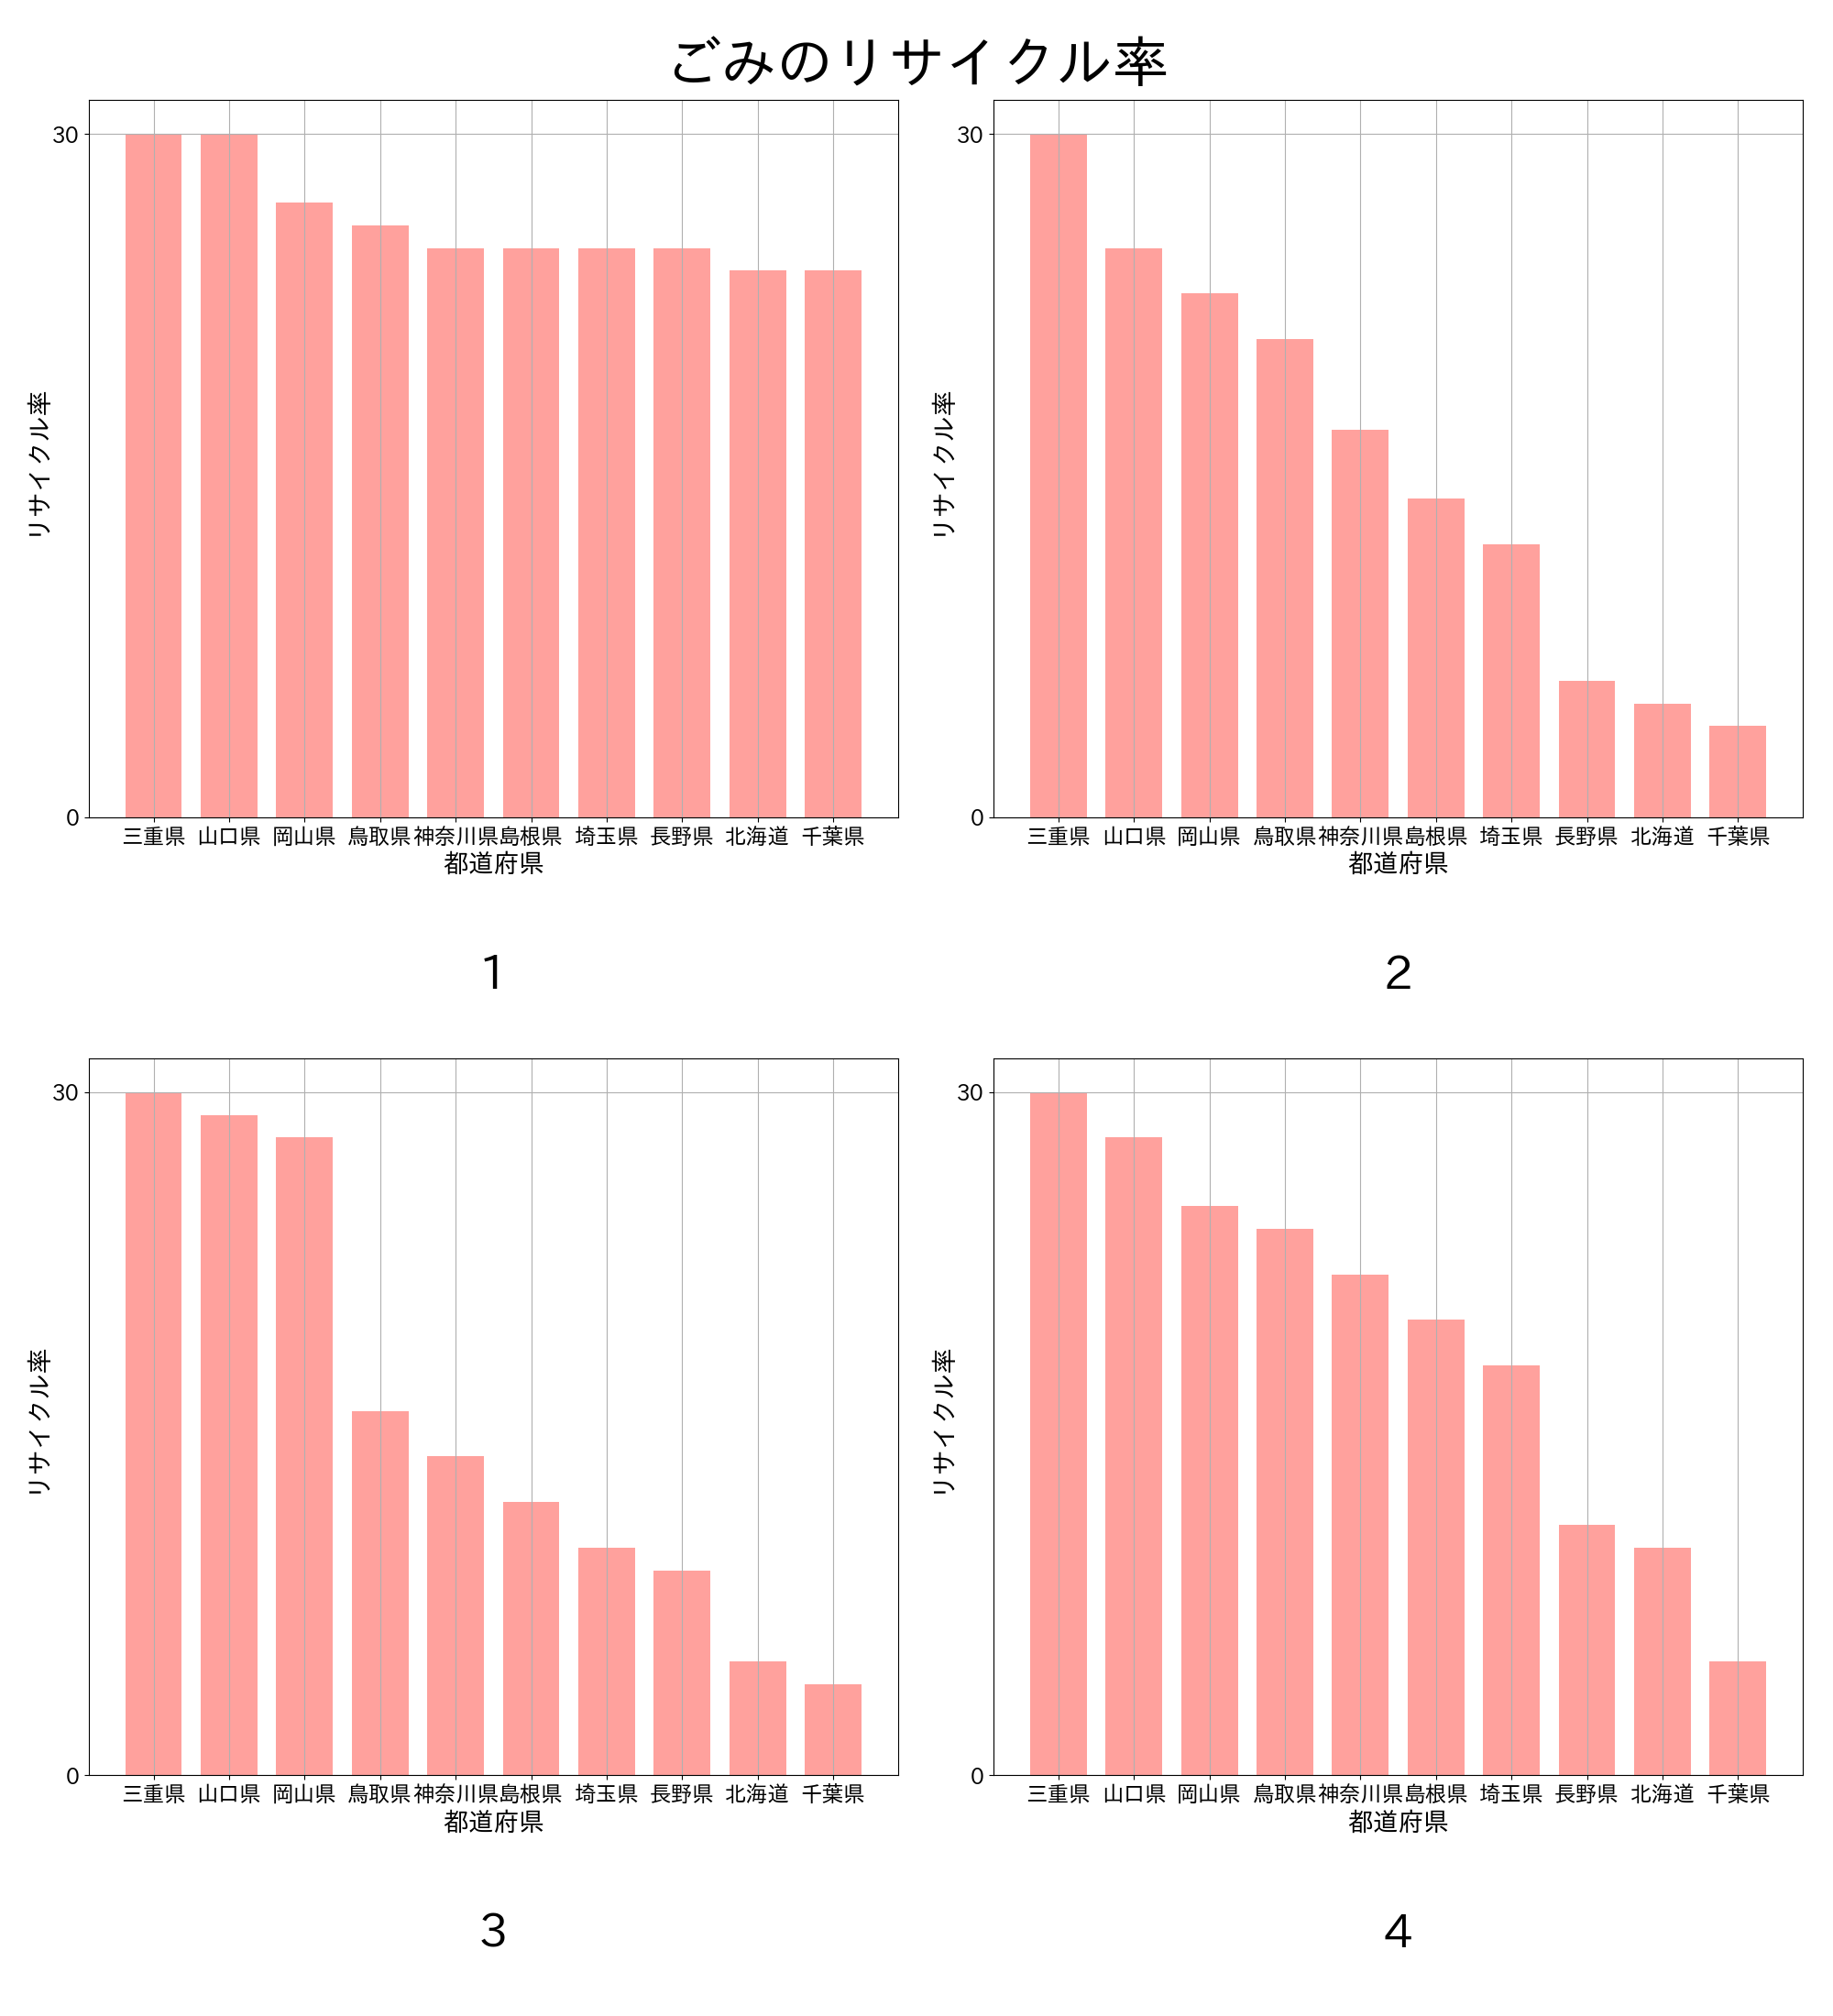 ごみのリサイクル率
30
0
リサイクル率
三重県 山口県 岡山県 鳥取県 神奈川県 島根県 埼玉県 長野県 北海道 千葉県
都道府県
1
30
0
リサイクル率
三重県 山口県 岡山県 鳥取県 神奈川県 島根県 埼玉県 長野県 北海道 千葉県
都道府県
2
30
0
リサイクル率
三重県 山口県 岡山県 鳥取県 神奈川県 島根県 埼玉県 長野県 北海道 千葉県
都道府県
3
30
0
リサイクル率
三重県 山口県 岡山県 鳥取県 神奈川県 島根県 埼玉県 長野県 北海道 千葉県
都道府県
4